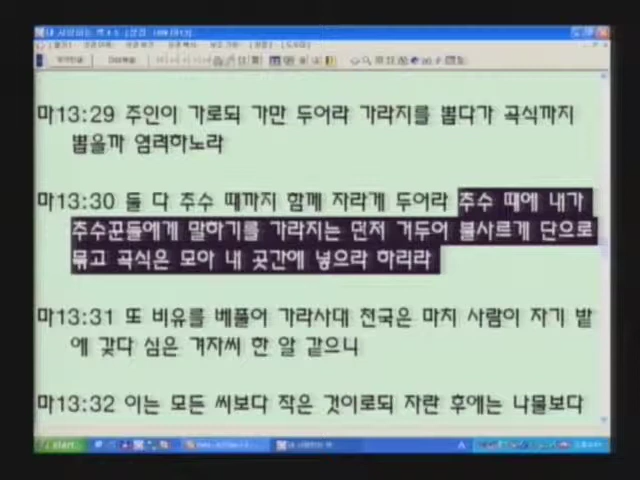 마13:29 주인이 가로되 가만 두어라 가라지를 뽑다가 곡식까지
뽑을까 염려하노라
마13:30 둘 다 추수 때까지 함께 자라게 두어라 추수 때에 내가
추수꾼들에게 말하기를 가라지는 먼저 거두어 불사르게 단으로
묶고 곡식은 모아 내 곳간에 넣으라 하리라
마13:31 또 비유를 베풀어 가라사대 천국은 마치 사람이 자기 밭
에 갖다 심은 겨자씨 한 알 같으니
마13:32 이는 모든 씨보다 작은 것이로되 자란 후에는 나물보다